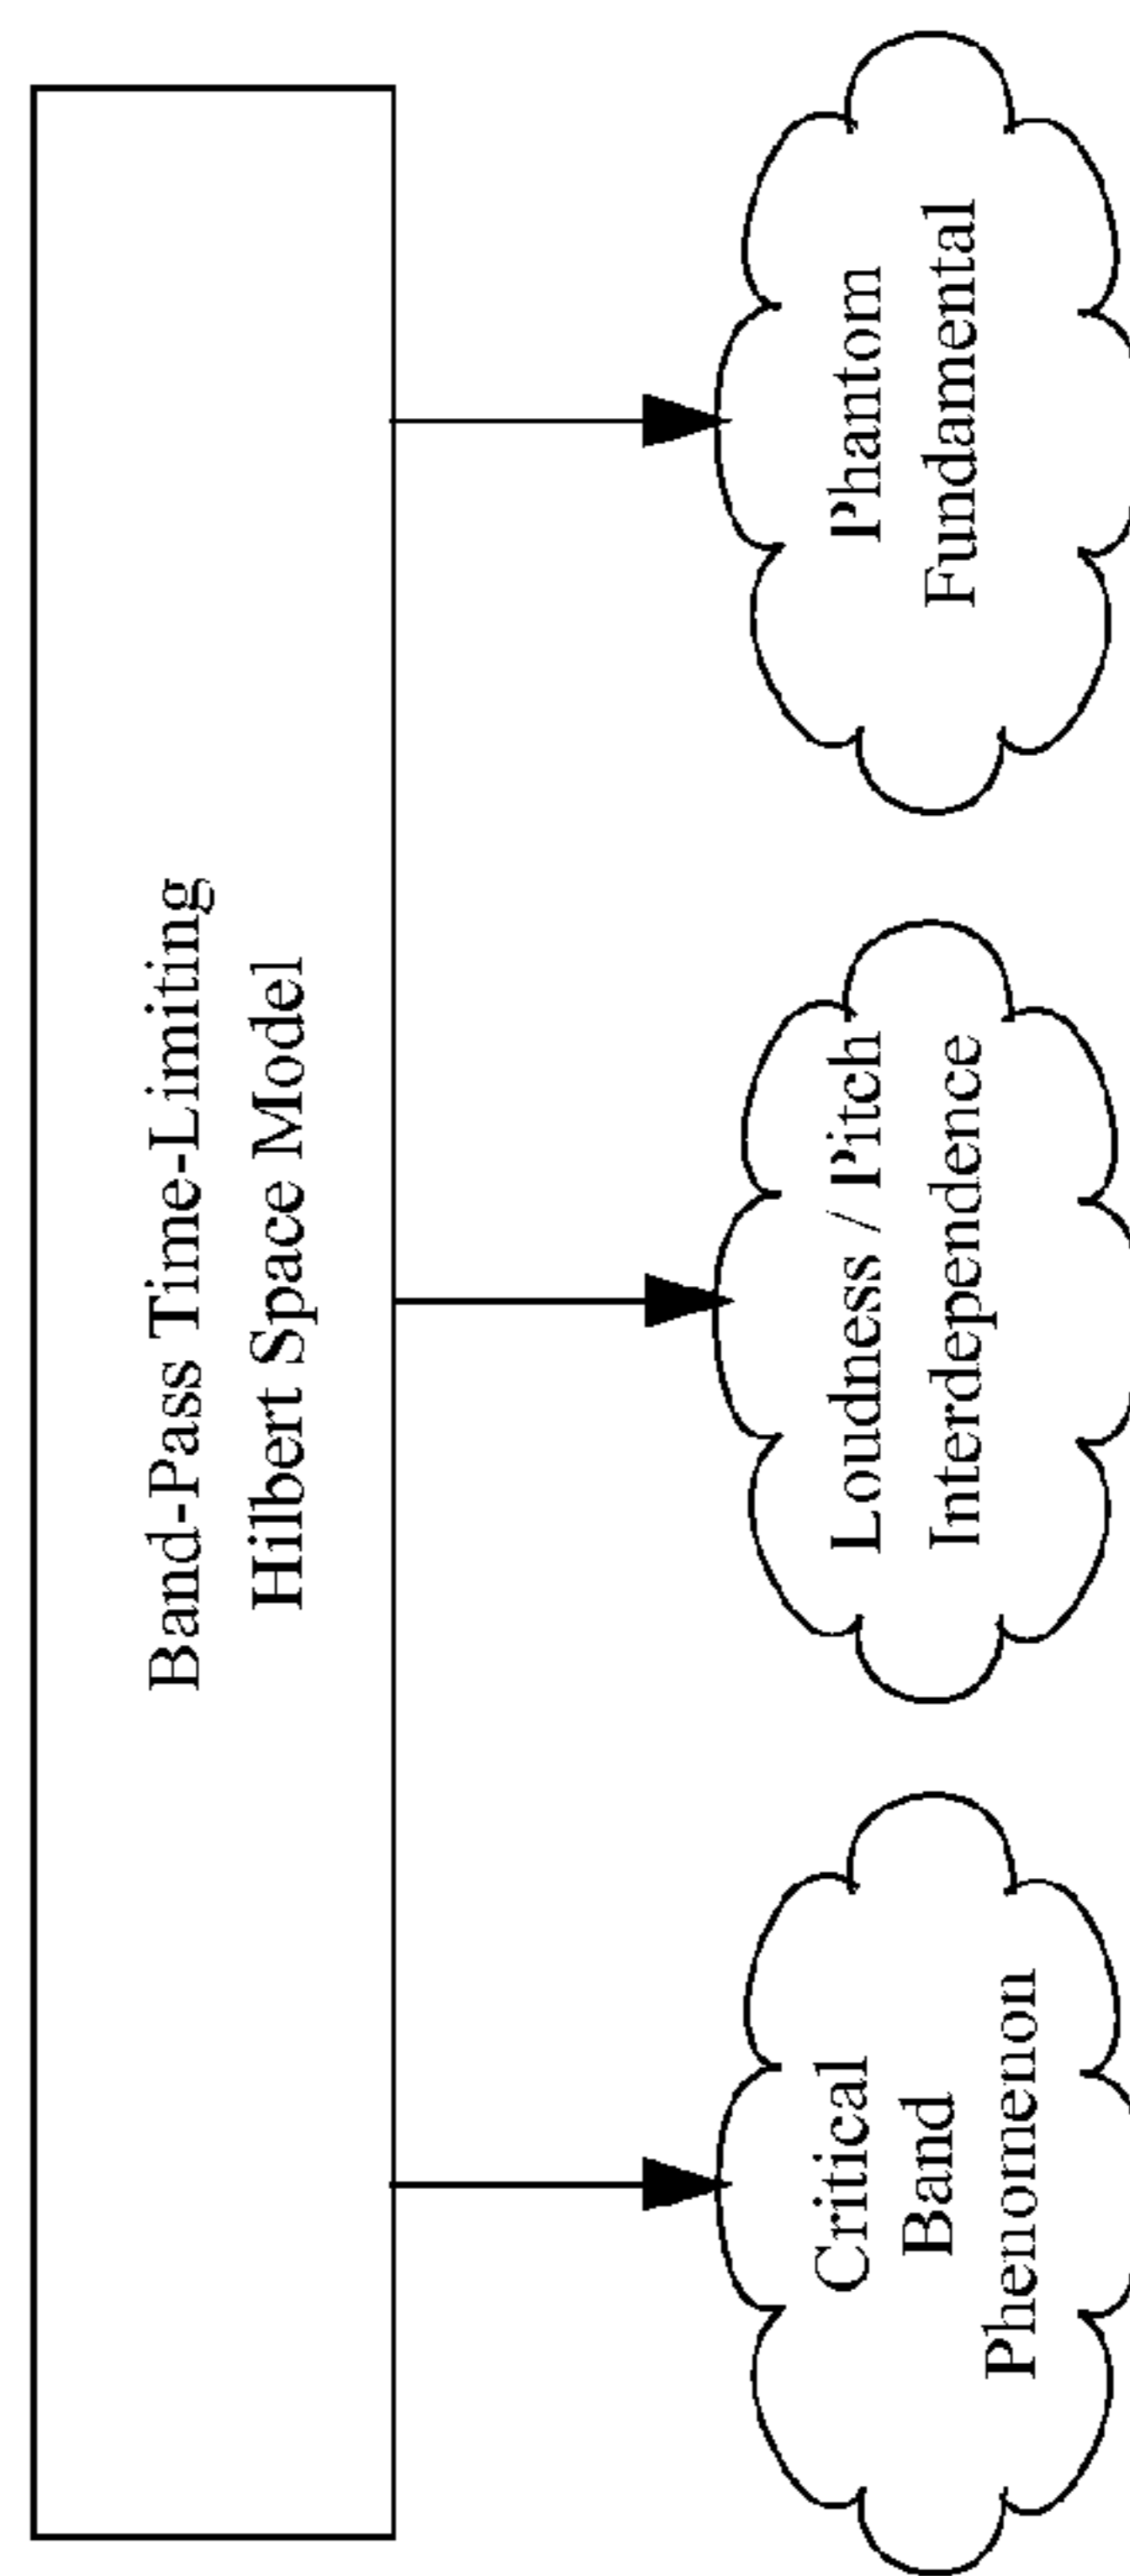 Band-Pass Time-Limiting
Hilbert Space Model
Critical
Band
Phenomenon
Loudness / Pitch
Interdependence
Phantom
Fundamental